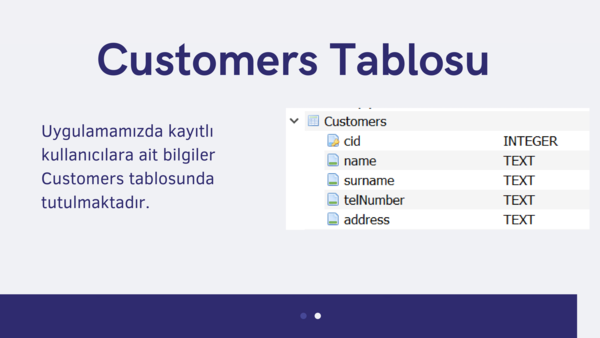 Customers Tablosu
Uygulamamızda kayıtlı
kullanıcılara ait bilgiler
Customers tablosunda
tutulmaktadır.
Customers
cid INTEGER
name TEXT
surname TEXT
telNumber TEXT
address TEXT